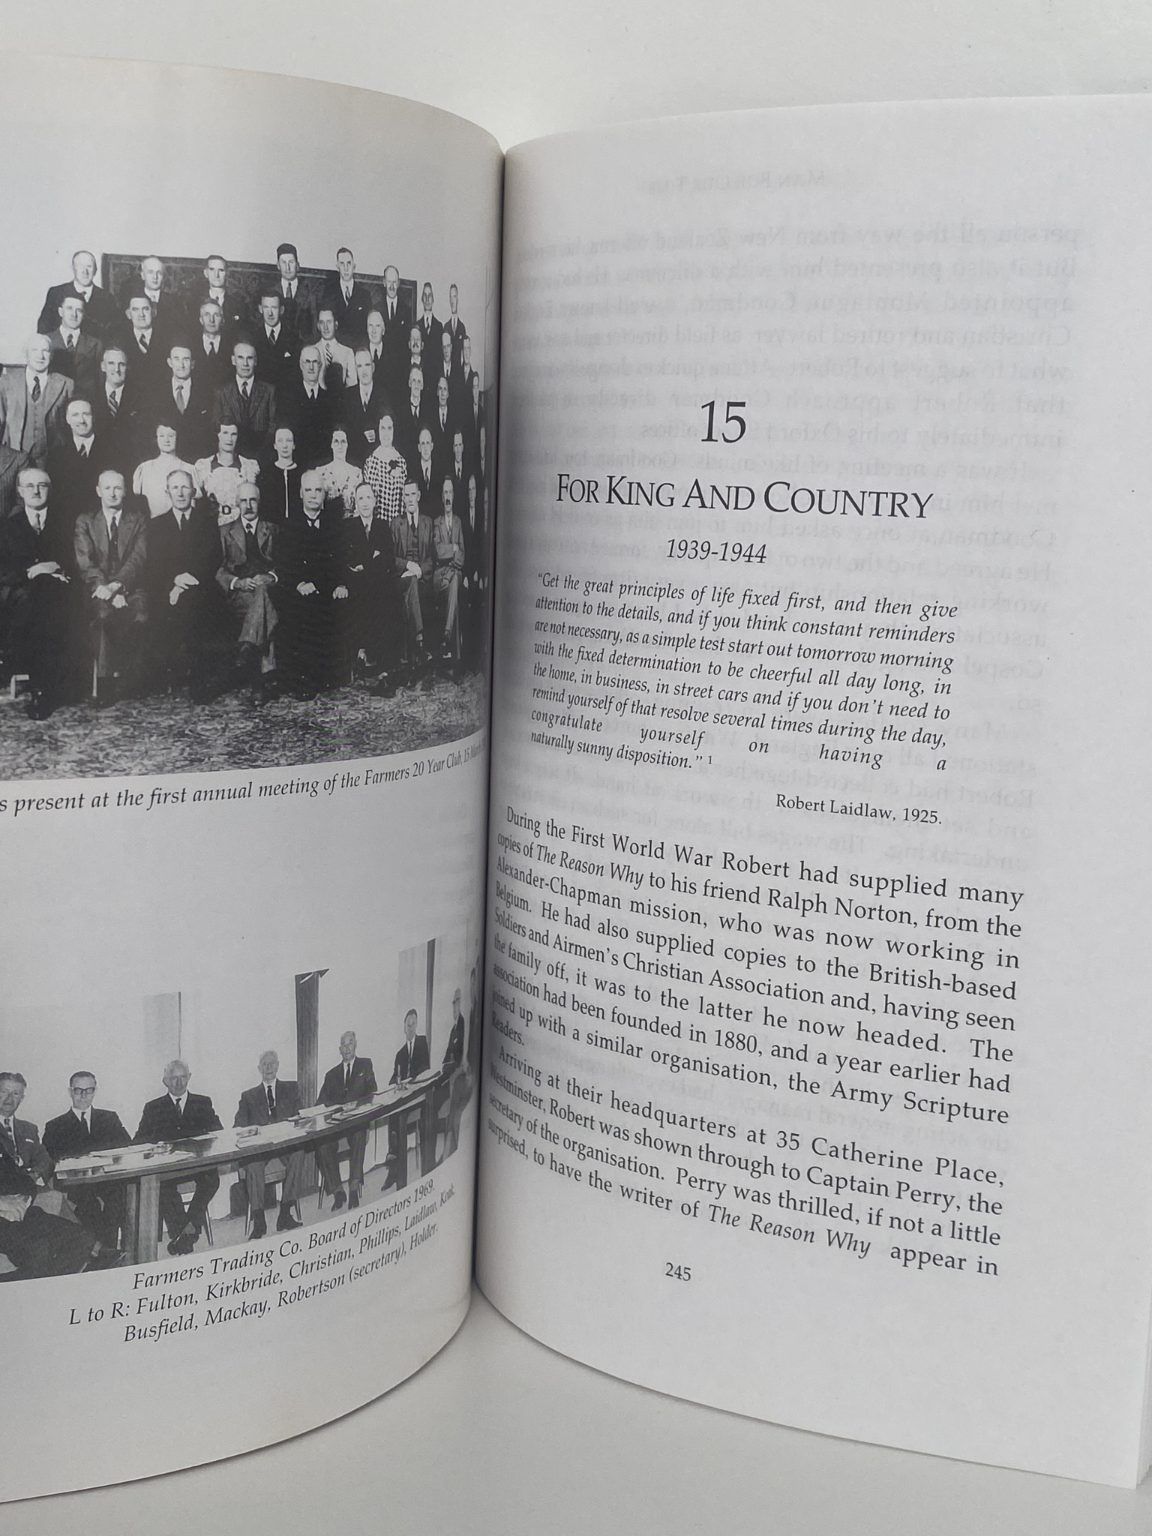 s present at the first annual meeting of the Farmers 20 Year Club, 15
Farmers Trading Co. Board of Directors 1969.
L to R: Fulton, Kirkbride, Christian, Phillips, Laidlaw,
Busfield, Mackay, Robertson (secretary), Holder.
15
FOR KING AND COUNTRY
1939-1944
"Get the great principles of life fixed first, and then give
attention to the details, and if you think constant reminders
are not necessary, as a simple test start out tomorrow morning
with the fixed determination to be cheerful all day long, in
the home, in business, in street cars and if you don't need to
remind yourself of that resolve several times during the day,
congratulate yourself on having a
naturally sunny disposition." 1
Robert Laidlaw, 1925.
During the First World War Robert had supplied many
copies of The Reason Why to his friend Ralph Norton, from the
Alexander-Chapman mission, who was now working in
Belgium. He had also supplied copies to the British-based
Soldiers and Airmen's Christian Association and, having seen
the family off, it was to the latter he now headed. The
association had been founded in 1880, and a year earlier had
joined up with a similar organisation, the Army Scripture
Readers.
Arriving at their headquarters at 35 Catherine Place,
Westminster, Robert was shown through to Captain Perry, the
secretary of the organisation. Perry was thrilled, if not a little
surprised, to have the writer of The Reason Why appear in
245